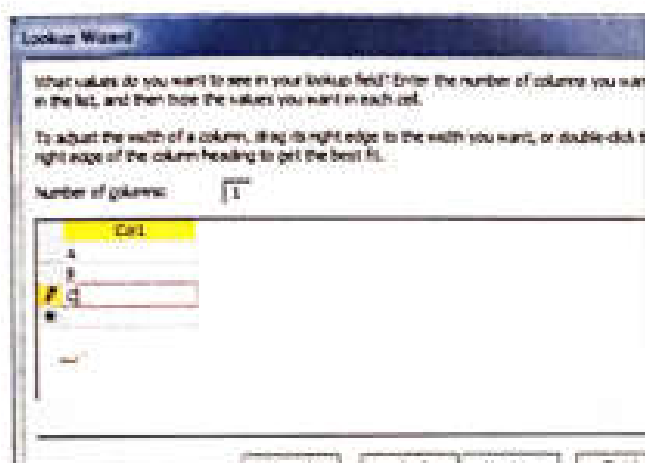 Lookup Wizard
What values do you want to see in your lookup field? Enter the number of columns you wan
in the list, and then type the values you want in each cell.
To adjust the width of a column, drag its right edge to the width you want, or double-click t
right edge of the column heading to get the best fit.
Number of columns: 1
Col1
A
B